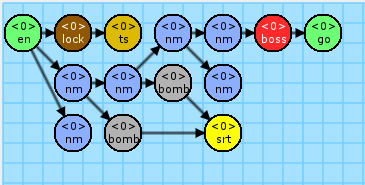 <0> <0> <0> <0> <0> <0> <0>
en lock ts nm nm boss go
<0> <0> <0> <0>
nm nm bomb nm
<0> <0> <0>
nm bomb srt